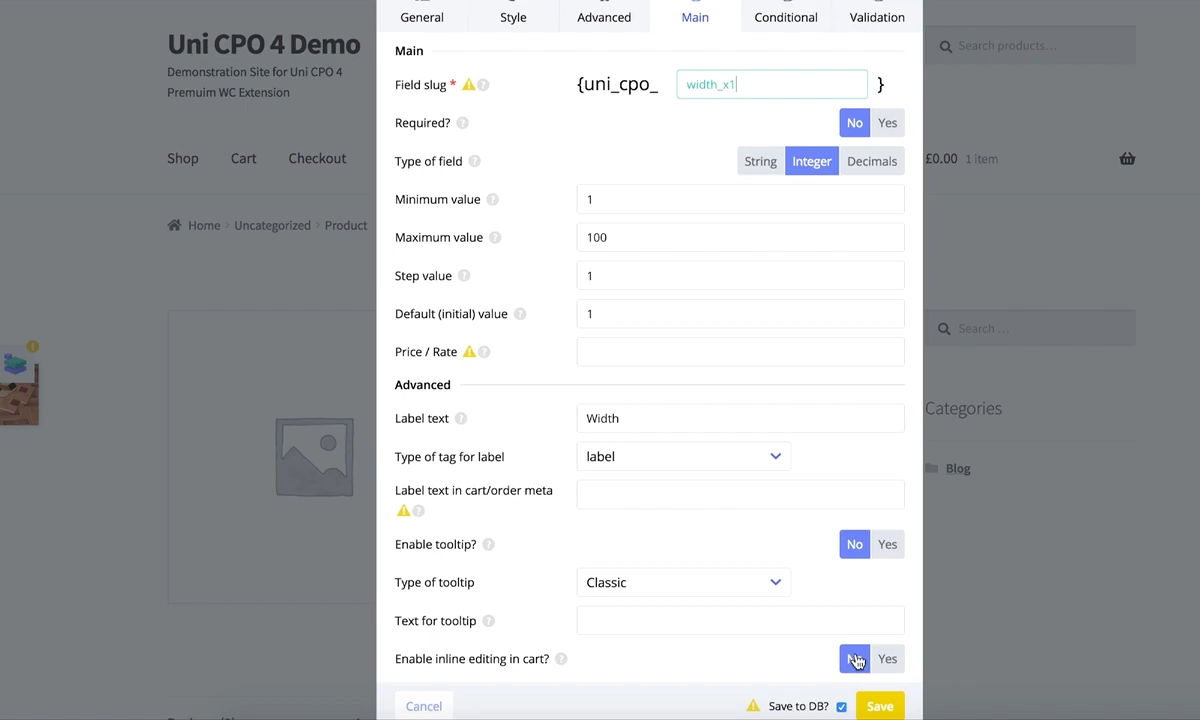 General Style Advanced Main Conditional Validation
Uni CPO 4 Demo
Demonstration Site for Uni CPO 4
Premuim WC Extension
Search products…
Shop Cart Checkout
£0.00 1 item
Home Uncategorized Product
Main
Field slug * {uni_cpo_ width_x1 }
Required? No Yes
Type of field String Integer Decimals
Minimum value 1
Maximum value 100
Step value 1
Default (initial) value 1
Price / Rate
Advanced
Label text Width
Type of tag for label label
Label text in cart/order meta
Enable tooltip? No Yes
Type of tooltip Classic
Text for tooltip
Enable inline editing in cart? Yes
Cancel Save to DB? Save
Search …
Categories
Blog